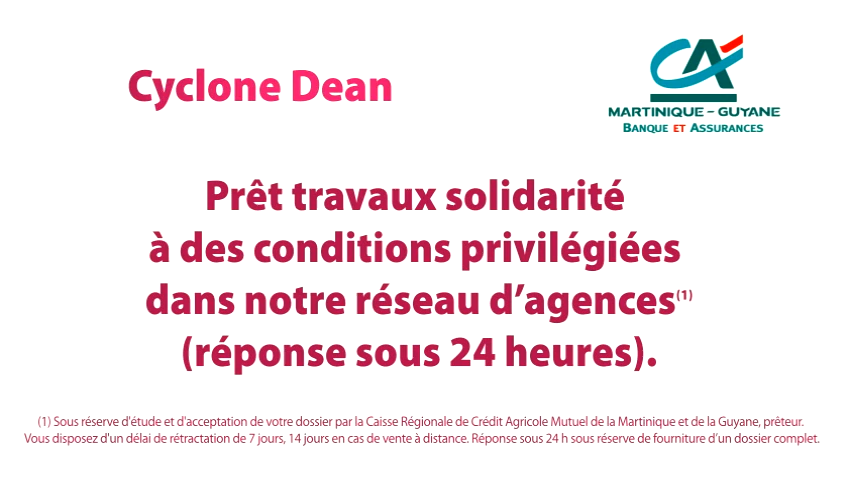 Cyclone Dean
CA
MARTINIQUE – GUYANE
BANQUE ET ASSURANCES
Prêt travaux solidarité
à des conditions privilégiées
dans notre réseau d’agences(1)
(réponse sous 24 heures).
(1) Sous réserve d'étude et d'acceptation de votre dossier par la Caisse Régionale de Crédit Agricole Mutuel de la Martinique et de la Guyane, prêteur.
Vous disposez d'un délai de rétractation de 7 jours, 14 jours en cas de vente à distance. Réponse sous 24 h sous réserve de fourniture d’un dossier complet.